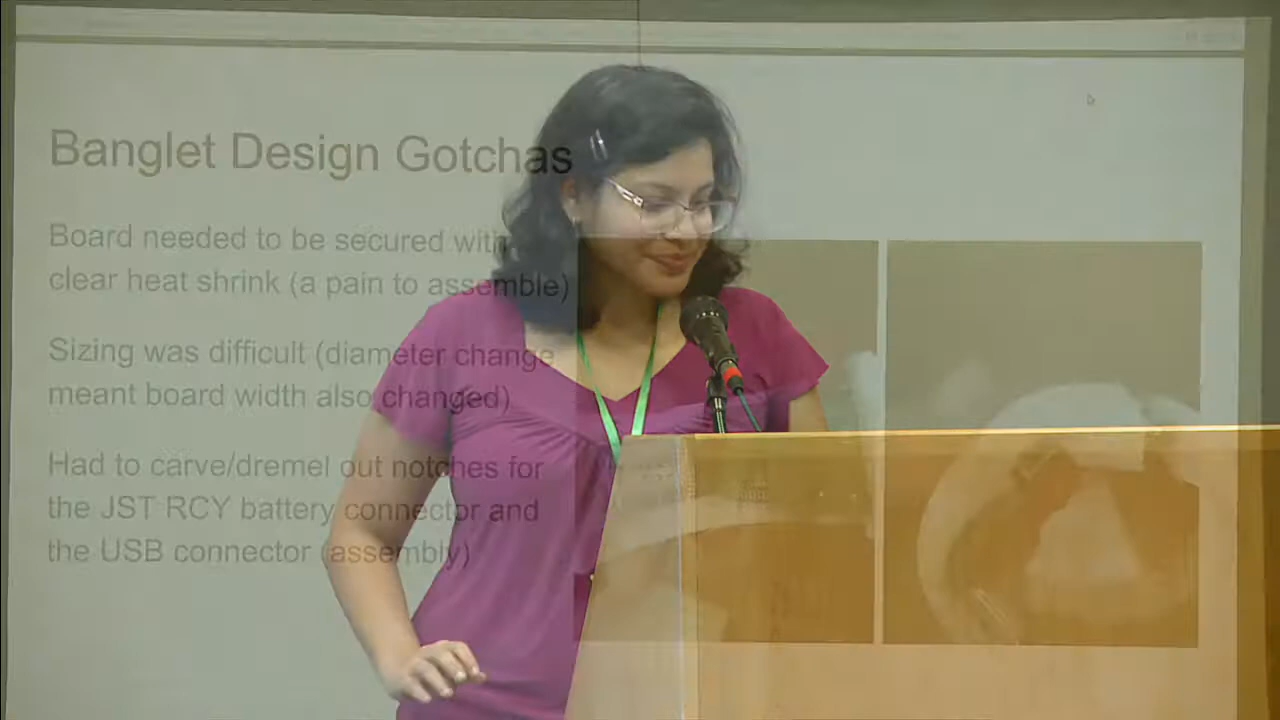 Banglet Design Gotchas
Board needed to be secured with
clear heat shrink (a pain to assemble)
Sizing was difficult (diameter change
meant board width also changed)
Had to carve/dremel out notches for
the JST RCY battery connector and
the USB connector (assembly)